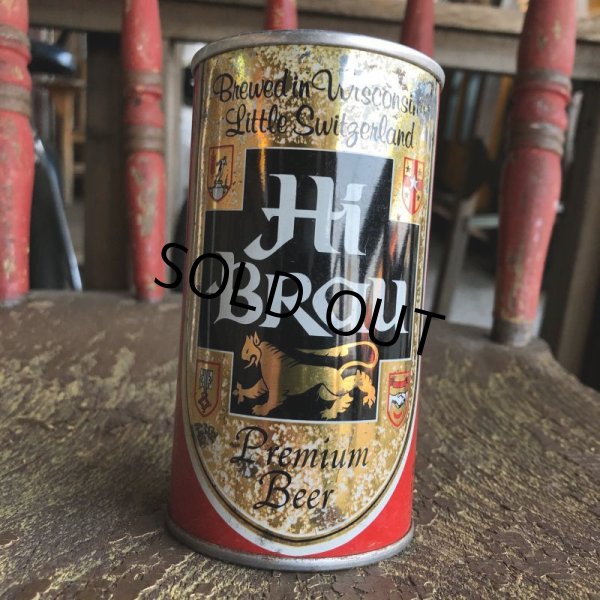 Brewed in Wisconsin
Little Switzerland
Hi
BRau
SOLD OUT
Premium
Beer